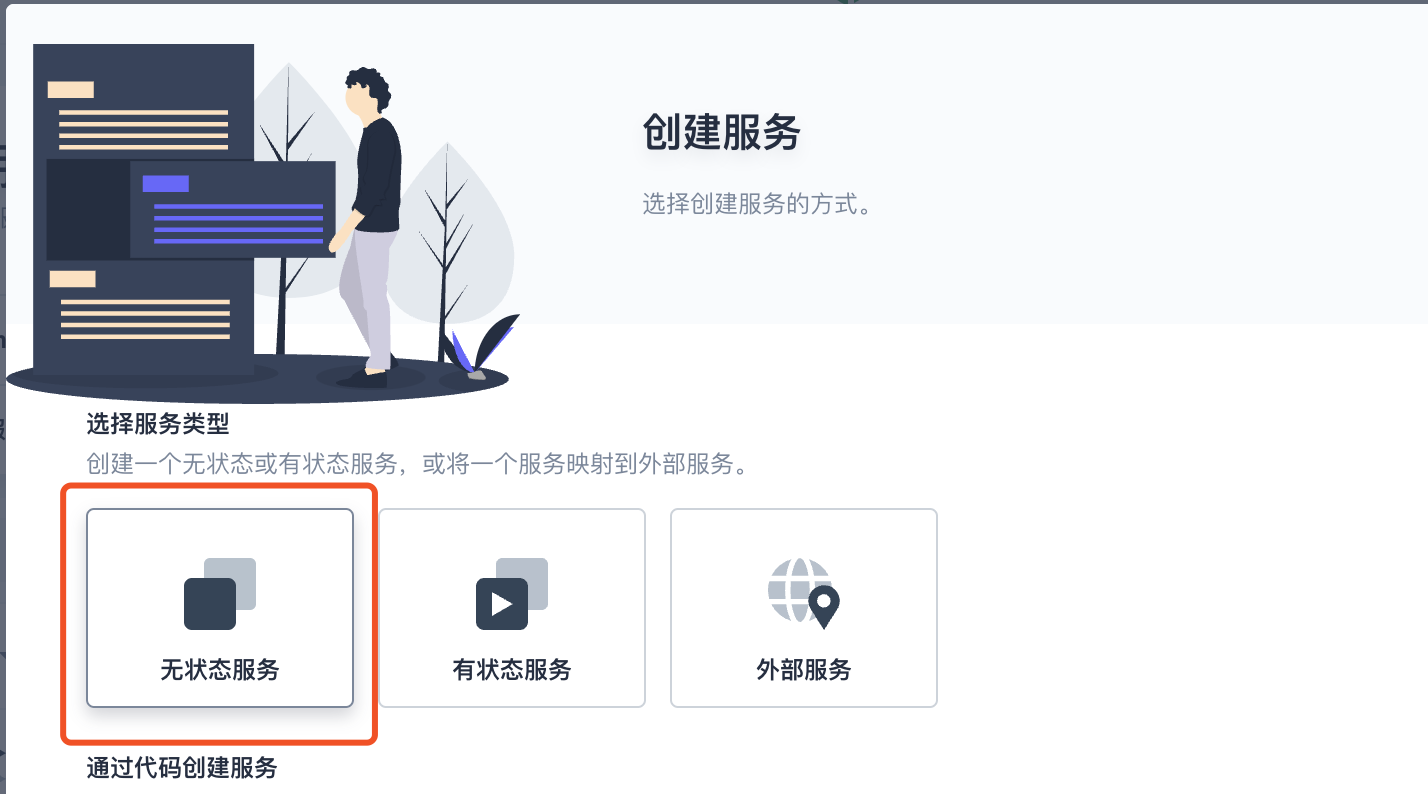 创建服务
选择创建服务的方式。
选择服务类型
创建一个无状态或有状态服务，或将一个服务映射到外部服务。
无状态服务
有状态服务
外部服务
通过代码创建服务